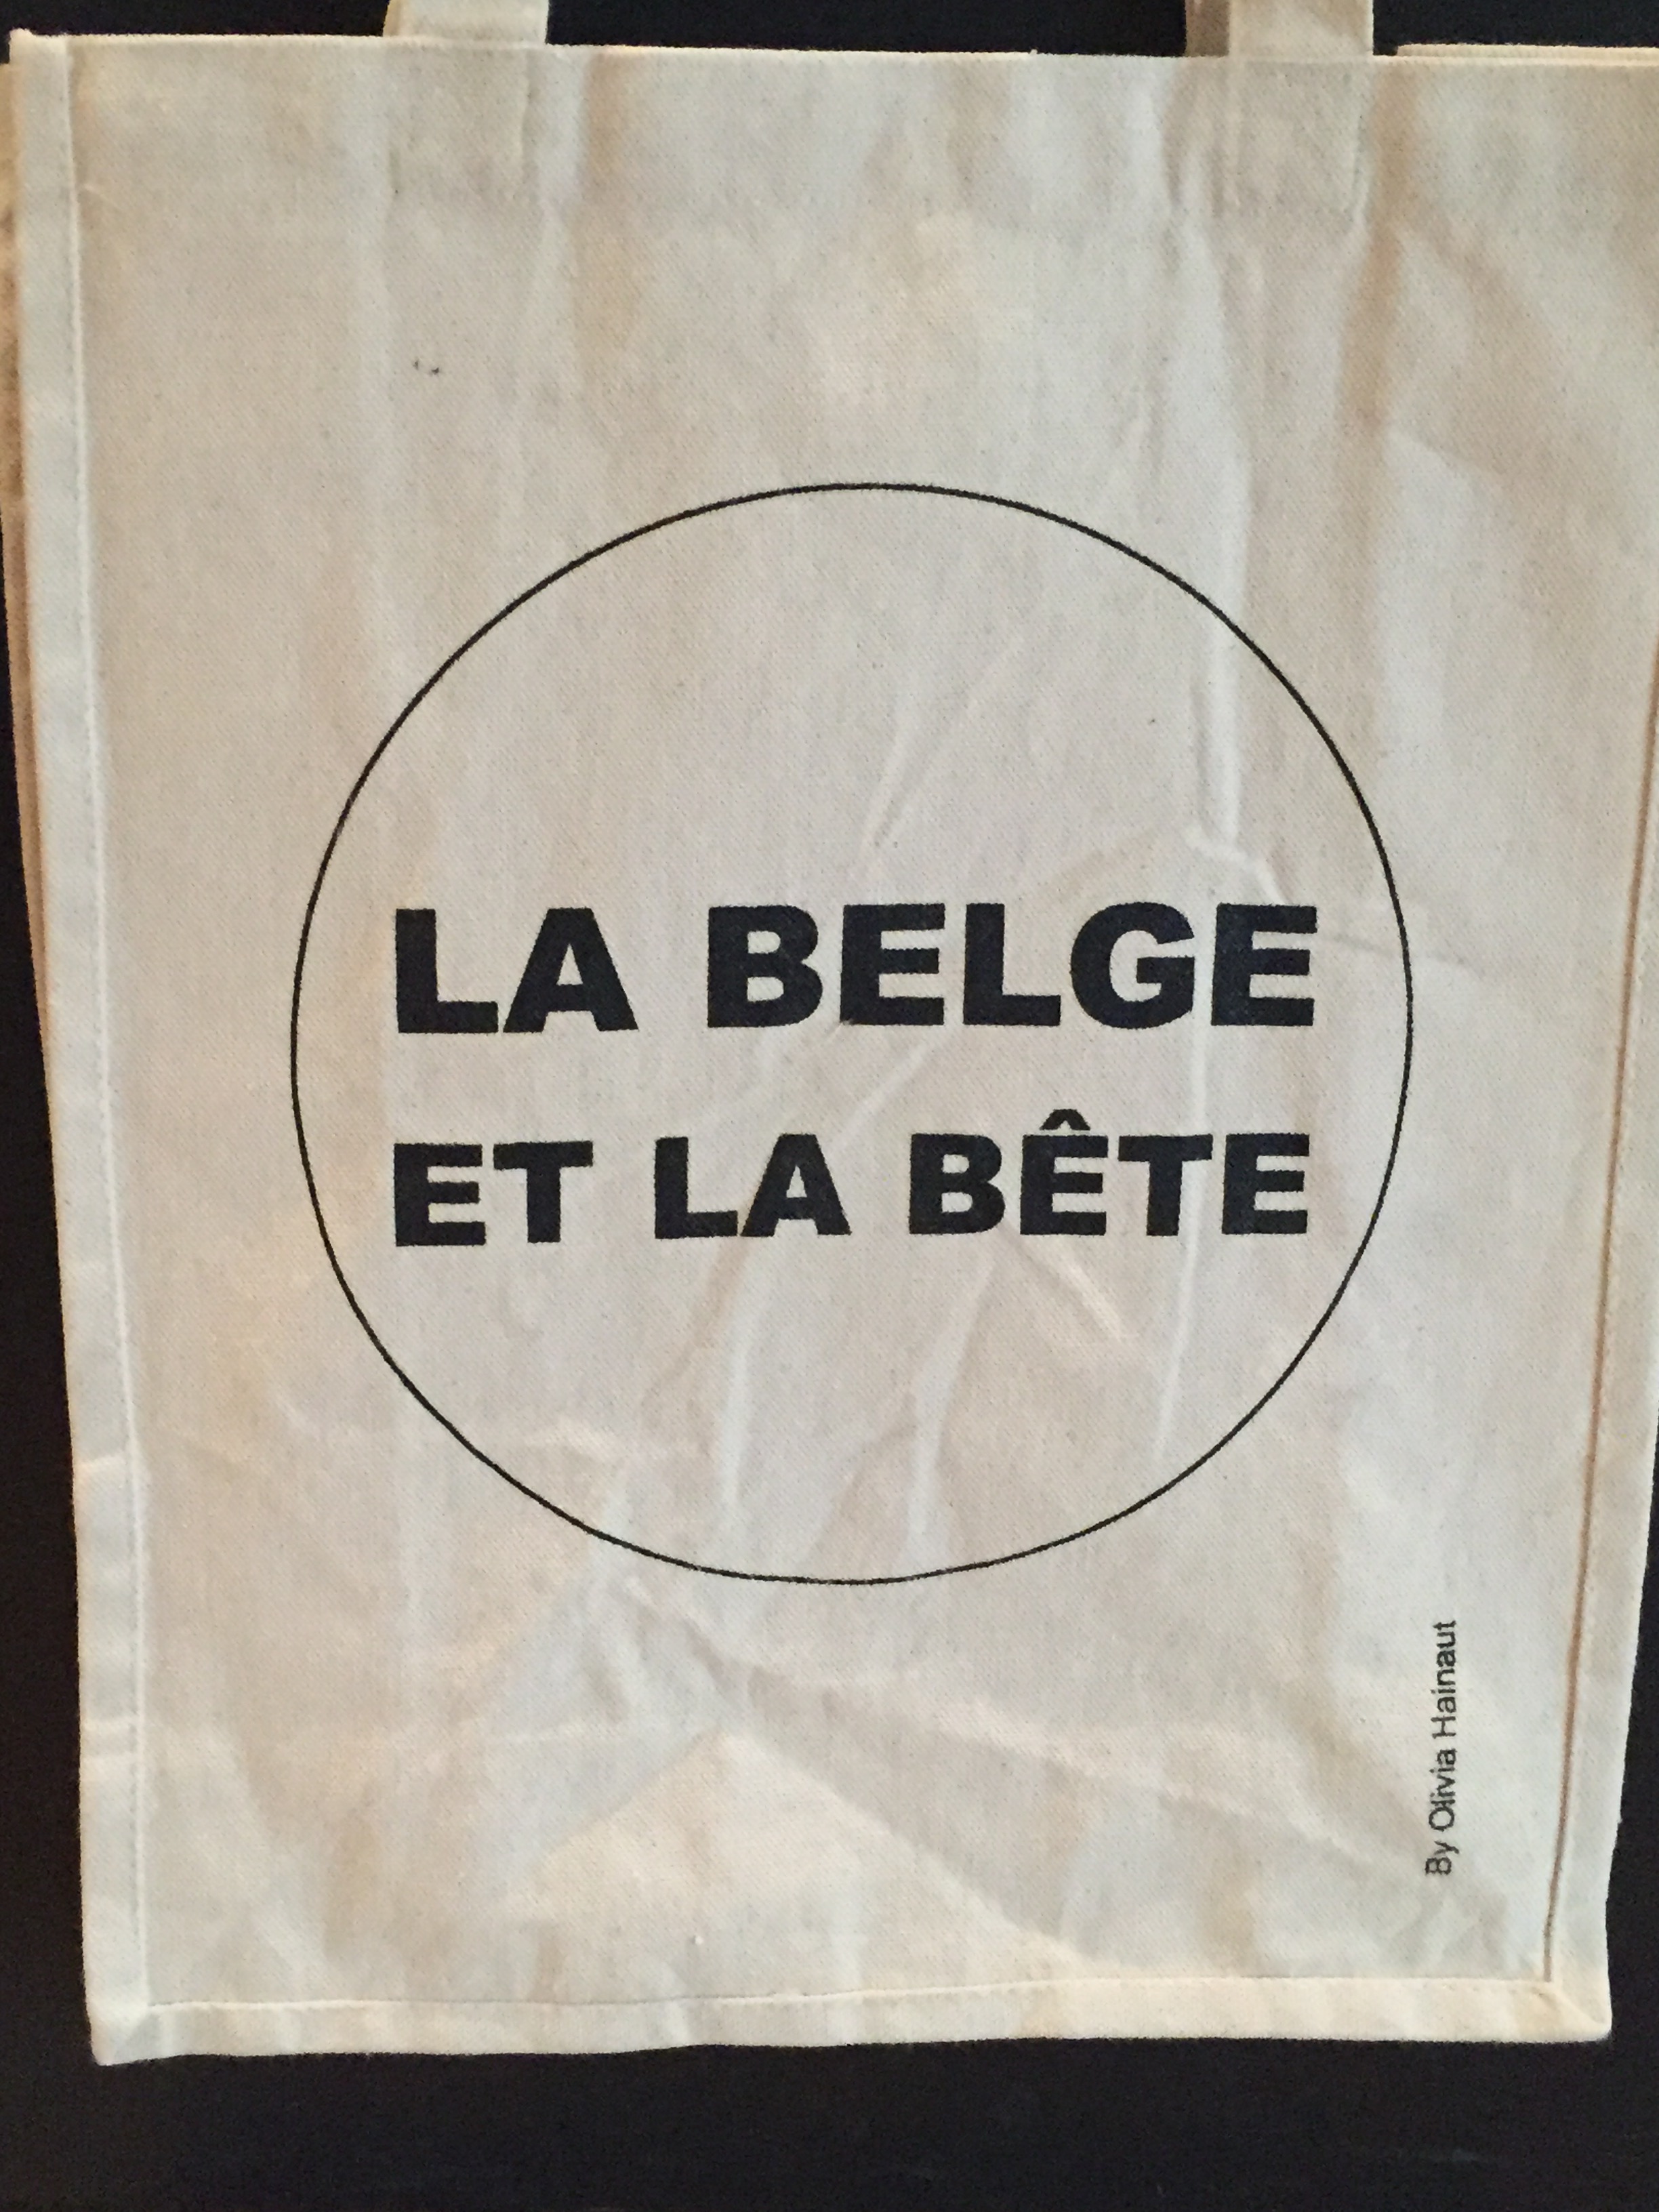 LA BELGE
ET LA BÊTE
By Olivia Hainaut